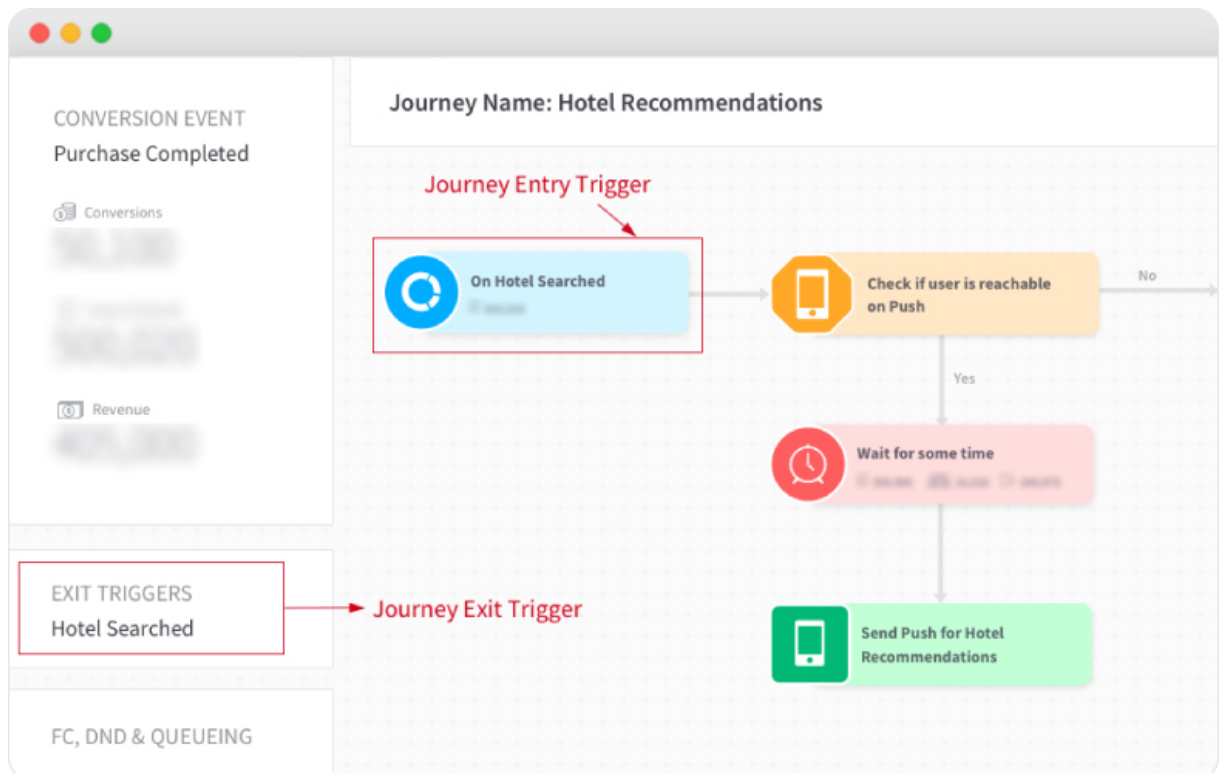 CONVERSION EVENT
Purchase Completed
Conversions
Revenue
EXIT TRIGGERS
Hotel Searched
FC, DND & QUEUEING
Journey Name: Hotel Recommendations
Journey Entry Trigger
On Hotel Searched
Check if user is reachable
on Push
No
Yes
Wait for some time
Journey Exit Trigger
Send Push for Hotel
Recommendations